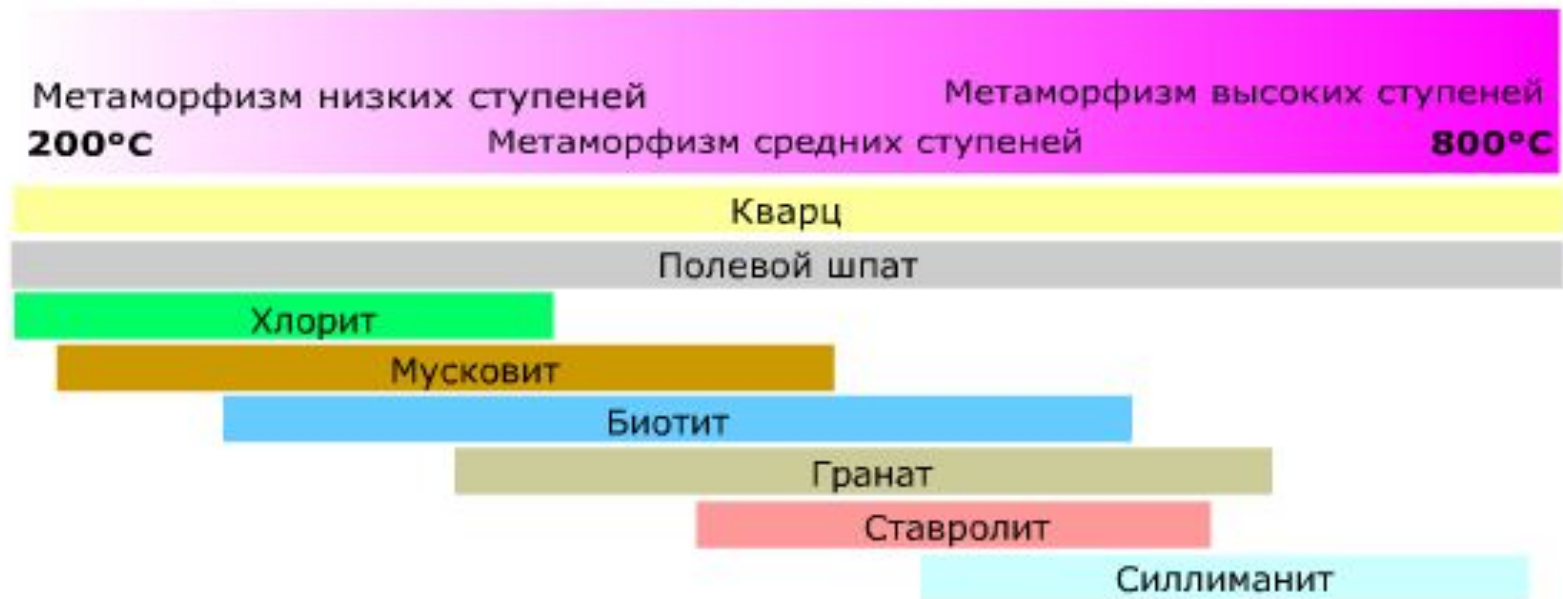 Метаморфизм низких ступеней
Метаморфизм высоких ступеней
200°C
Метаморфизм средних ступеней
800°C
Кварц
Полевой шпат
Хлорит
Мусковит
Биотит
Гранат
Ставролит
Силлиманит